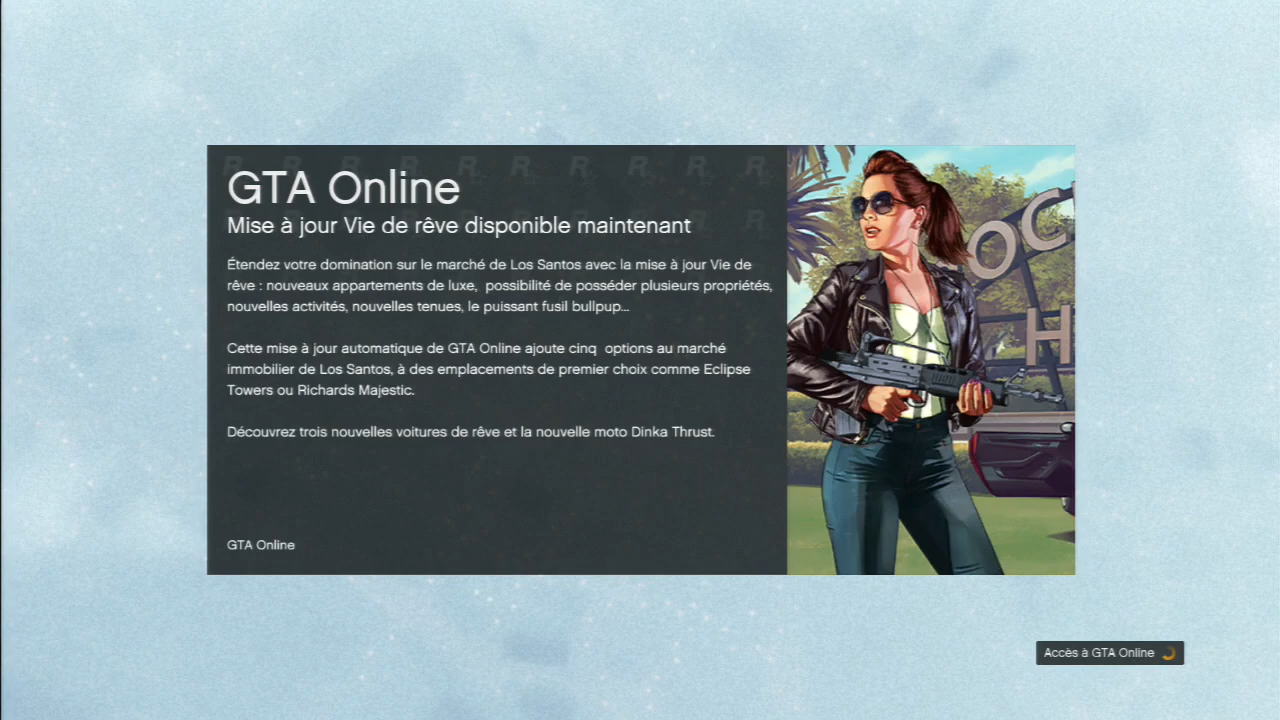 GTA Online
Mise à jour Vie de rêve disponible maintenant
Étendez votre domination sur le marché de Los Santos avec la mise à jour Vie de
rêve : nouveaux appartements de luxe,  possibilité de posséder plusieurs propriétés,
nouvelles activités, nouvelles tenues, le puissant fusil bullpup...
Cette mise à jour automatique de GTA Online ajoute cinq  options au marché
immobilier de Los Santos, à des emplacements de premier choix comme Eclipse
Towers ou Richards Majestic.
Découvrez trois nouvelles voitures de rêve et la nouvelle moto Dinka Thrust.
GTA Online
OC
H
Accès à GTA Online